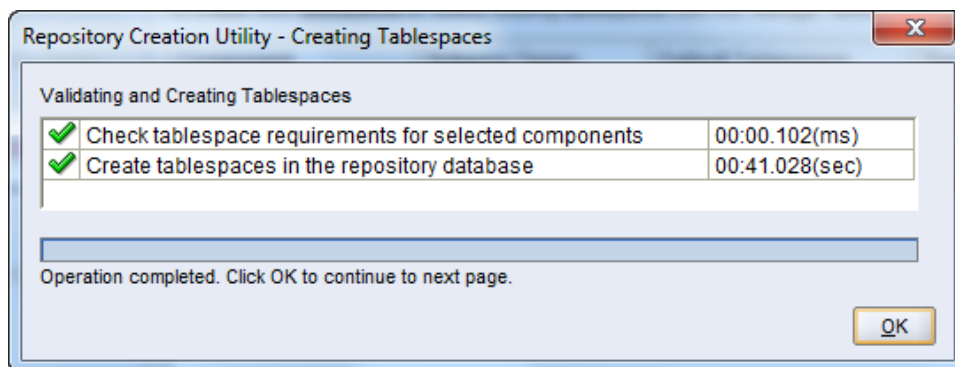 Repository Creation Utility - Creating Tablespaces
Validating and Creating Tablespaces
Check tablespace requirements for selected components 00:00.102(ms)
Create tablespaces in the repository database 00:41.028(sec)
Operation completed. Click OK to continue to next page.
OK